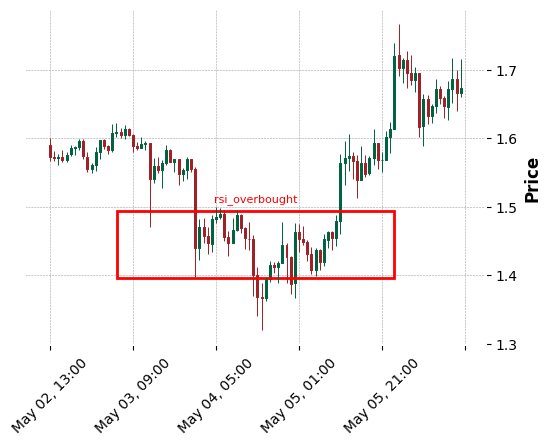 rsi_overbought
1.7
1.6
1.5
1.4
1.3
Price
May 02, 13:00
May 03, 09:00
May 04, 05:00
May 05, 01:00
May 05, 21:00